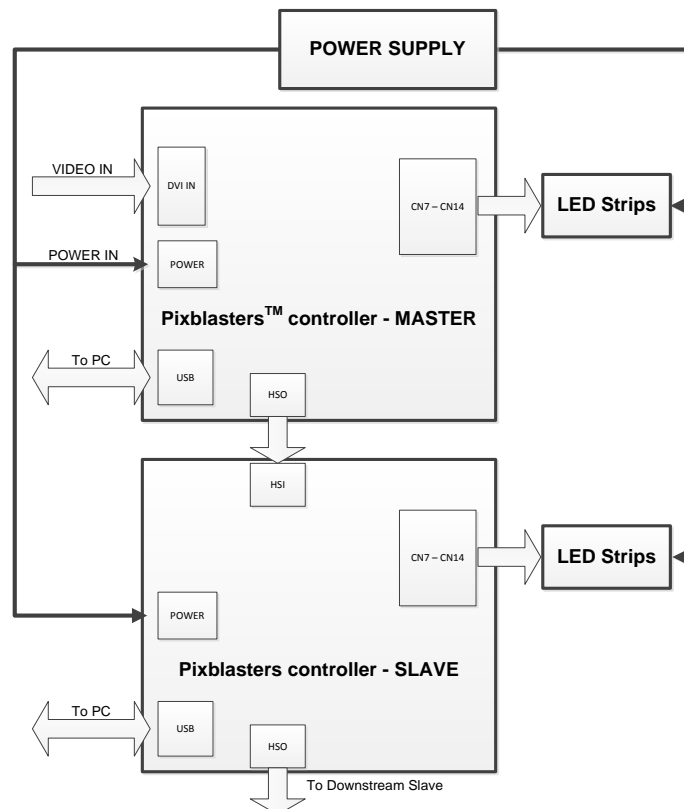 POWER SUPPLY
VIDEO IN
DVI IN
CN7 – CN14
LED Strips
POWER IN
POWER
Pixblasters™ controller - MASTER
To PC
USB
HSO
HSI
CN7 – CN14
LED Strips
POWER
Pixblasters controller - SLAVE
To PC
USB
HSO
To Downstream Slave